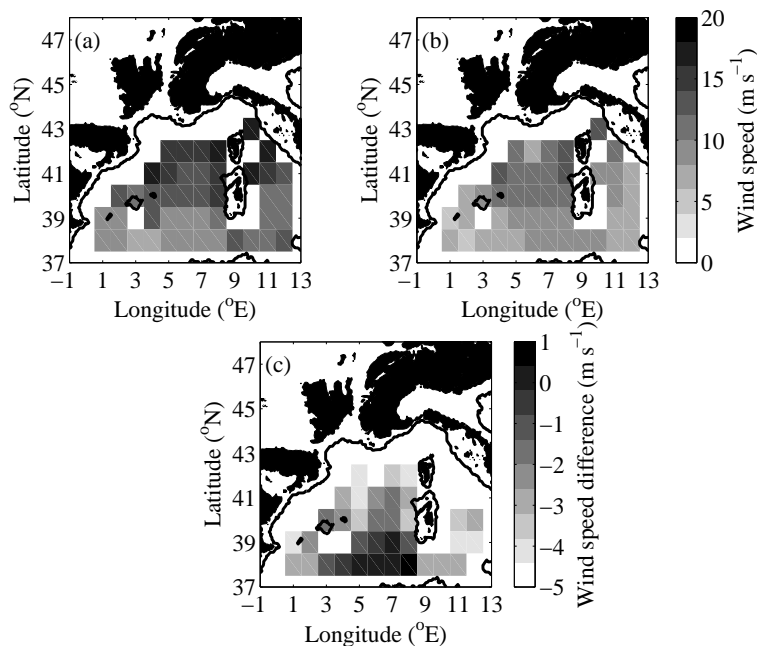 (a)
47
45
43
41
39
37
Latitude (°N)
−1 1 3 5 7 9 11 13
Longitude (°E)
(b)
47
45
43
41
39
37
Latitude (°N)
−1 1 3 5 7 9 11 13
Longitude (°E)
20
15
10
5
0
Wind speed (m s−1)
(c)
47
45
43
41
39
37
Latitude (°N)
−1 1 3 5 7 9 11 13
Longitude (°E)
1
0
−1
−2
−3
−4
−5
Wind speed difference (m s−1)